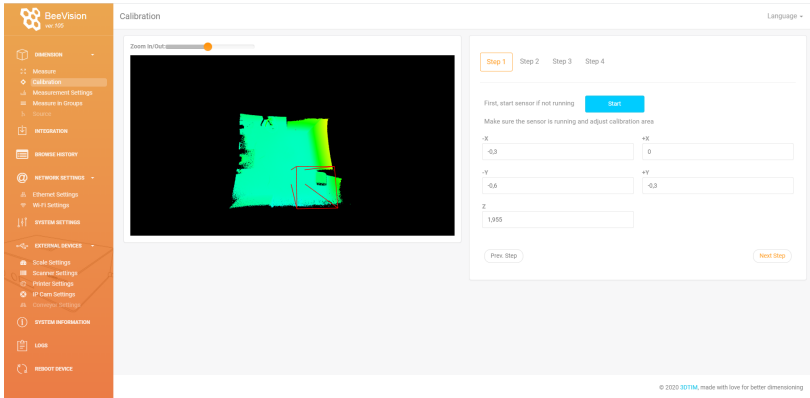 BeeVision
ver 195
Calibration
Language
DIMENSION
Measure
Calibration
Measurement Settings
Measure in Groups
INTEGRATION
BROWSE HISTORY
NETWORK SETTINGS
Ethernet Settings
Wi-Fi Settings
SYSTEM SETTINGS
EXTERNAL DEVICES
Scale Settings
Scanner Settings
Printer Settings
IP Cam Settings
Conveyor Settings
SYSTEM INFORMATION
LOGS
REBOOT DEVICE
Zoom In/Out:
Step 1 Step 2 Step 3 Step 4
First, start sensor if not running Start
Make sure the sensor is running and adjust calibration area
-X +X
-0,3 0
-Y +Y
-0,6 -0,3
Z
1,955
Prev. Step Next Step
© 2020 3DTIM, made with love for better dimensioning